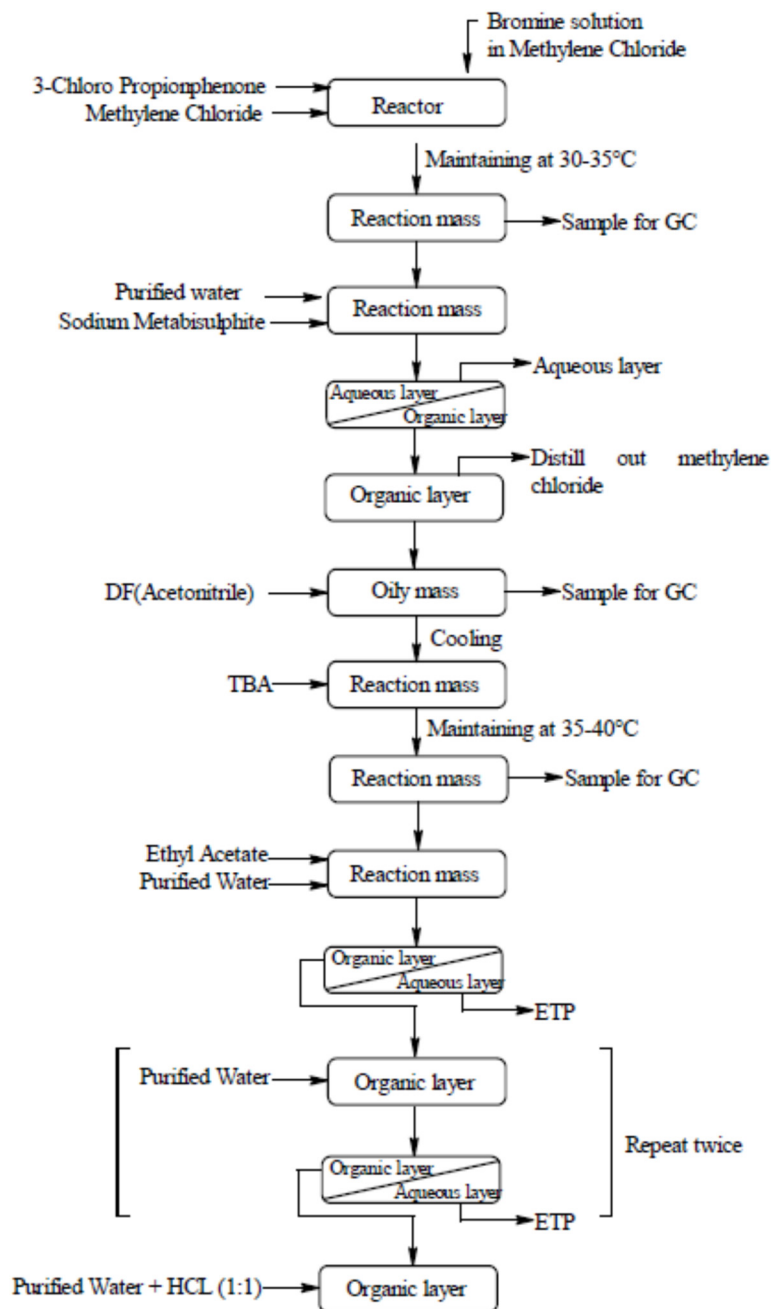 Bromine solution
in Methylene Chloride
3-Chloro Propionphenone
Methylene Chloride
Reactor
Maintaining at 30-35°C
Reaction mass
Sample for GC
Purified water
Sodium Metabisulphite
Reaction mass
Aqueous layer
Aqueous layer
Organic layer
Distill out methylene
chloride
Organic layer
DF(Acetonitrile)
Oily mass
Sample for GC
Cooling
TBA
Reaction mass
Maintaining at 35-40°C
Reaction mass
Sample for GC
Ethyl Acetate
Purified Water
Reaction mass
Organic layer
Aqueous layer
ETP
Purified Water
Organic layer
Repeat twice
Organic layer
Aqueous layer
ETP
Purified Water + HCL (1:1)
Organic layer